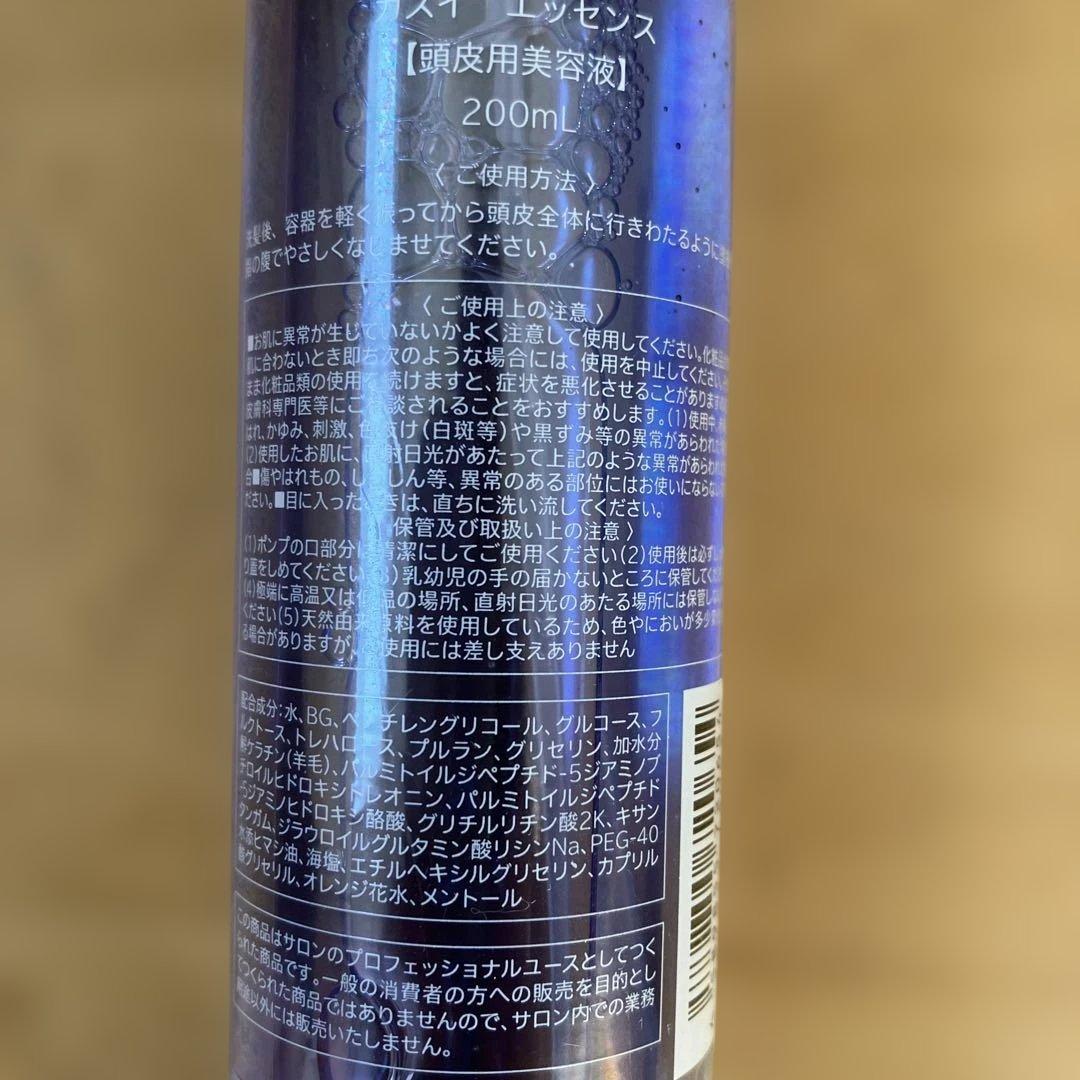 カスイ エッセンス
【頭皮用美容液】
200mL
〈 ご使用方法 〉
洗髪後、容器を軽く振ってから頭皮全体に行きわたるように
指の腹でやさしくなじませてください。
〈 ご使用上の注意 〉
■お肌に異常が生じていないかよく注意して使用してください。化粧品が
肌に合わないとき即ち次のような場合には、使用を中止してください。
まま化粧品類の使用を続けますと、症状を悪化させることがありますので
皮膚科専門医等にご相談されることをおすすめします。(1)使用中、
はれ、かゆみ、刺激、色抜け(白斑等)や黒ずみ等の異常があらわれた
(2)使用したお肌に、直射日光があたって上記のような異常があらわれた
合■傷やはれもの、しっしん等、異常のある部位にはお使いにならない
ださい。■目に入ったときは、直ちに洗い流してください。
〈保管及び取扱い上の注意〉
(1)ポンプの口部分は清潔にしてご使用ください(2)使用後は必ず
り蓋をしめてください(3)乳幼児の手の届かないところに保管してくだ
(4)極端に高温又は低温の場所、直射日光のあたる場所には保管しない
ください(5)天然由来原料を使用しているため、色やにおいが多少
る場合がありますが、ご使用には差し支えありません
配合成分:水、BG、ペンチレングリコール、グルコース、フ
ルクトース、トレハロース、プルラン、グリセリン、加水分
解ケラチン(羊毛)、パルミトイルジペプチド-5ジアミノブ
チロイルヒドロキシトレオニン、パルミトイルジペプチド
-5ジアミノヒドロキシ酪酸、グリチルリチン酸2K、キサン
タンガム、ジラウロイルグルタミン酸リシンNa、PEG-40
水添ヒマシ油、海塩、エチルヘキシルグリセリン、カプリル
酸グリセリル、オレンジ花水、メントール
この商品はサロンのプロフェッショナルユースとしてつく
られた商品です。一般の消費者の方への販売を目的とし
てつくられた商品ではありませんので、サロン内での業務
用途以外には販売いたしません。